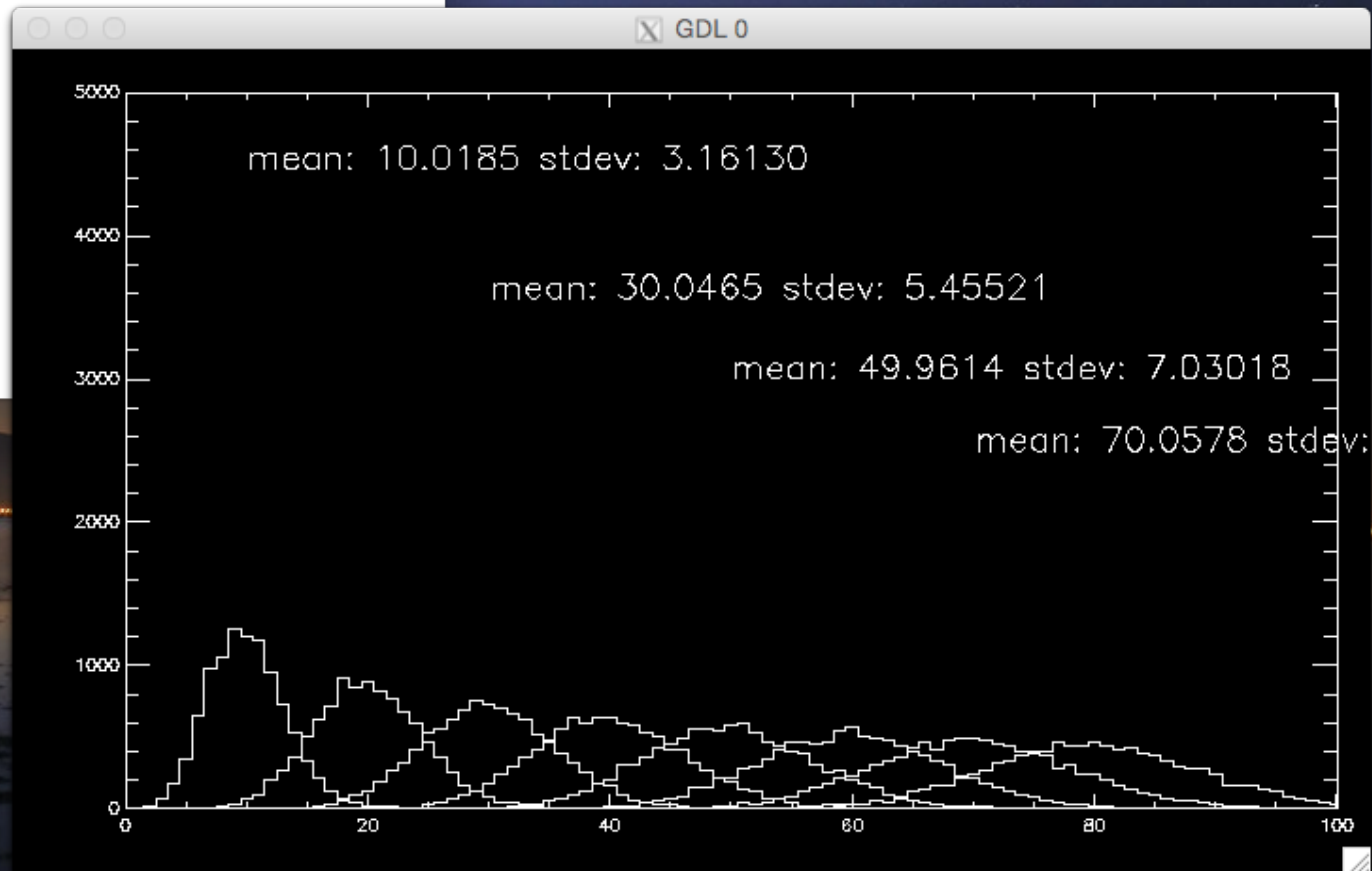 GDL 0
5000
mean: 10.0185 stdev: 3.16130
4000
mean: 30.0465 stdev: 5.45521
mean: 49.9614 stdev: 7.03018
3000
mean: 70.0578 stdev:
2000
1000
0
0 20 40 60 80 100